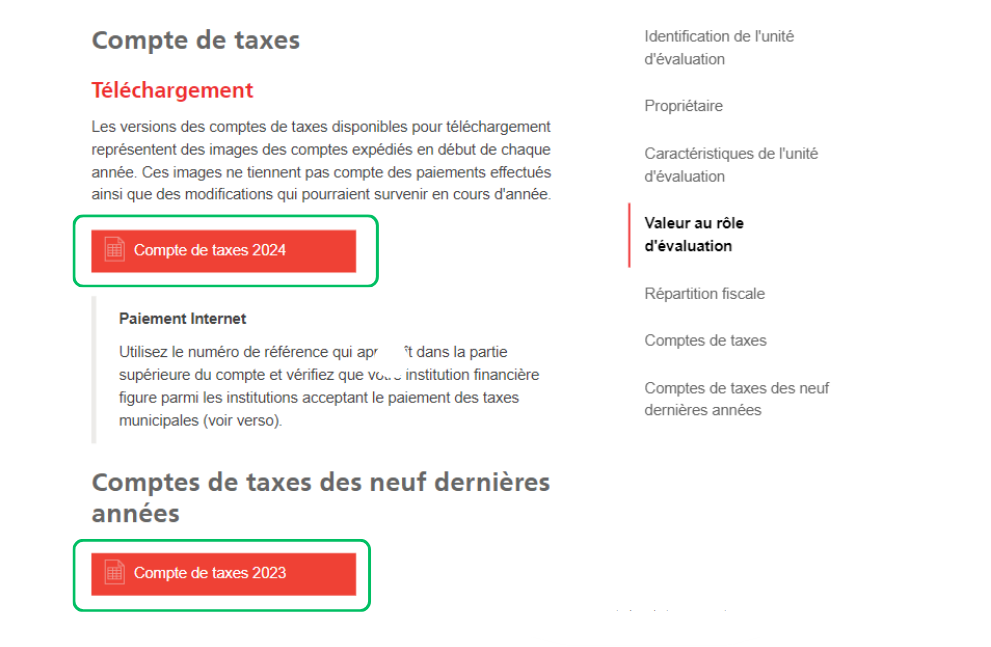 Compte de taxes
Téléchargement
Les versions des comptes de taxes disponibles pour téléchargement
représentent des images des comptes expédiés en début de chaque
année. Ces images ne tiennent pas compte des paiements effectués
ainsi que des modifications qui pourraient survenir en cours d'année.
Compte de taxes 2024
Paiement Internet
Utilisez le numéro de référence qui dans la partie
supérieure du compte et vérifiez que institution financière
figure parmi les institutions acceptant le paiement des taxes
municipales (voir verso).
Comptes de taxes des neuf dernières
années
Compte de taxes 2023
Identification de l'unité
d'évaluation
Propriétaire
Caractéristiques de l'unité
d'évaluation
Valeur au rôle
d'évaluation
Répartition fiscale
Comptes de taxes
Comptes de taxes des neuf
dernières années